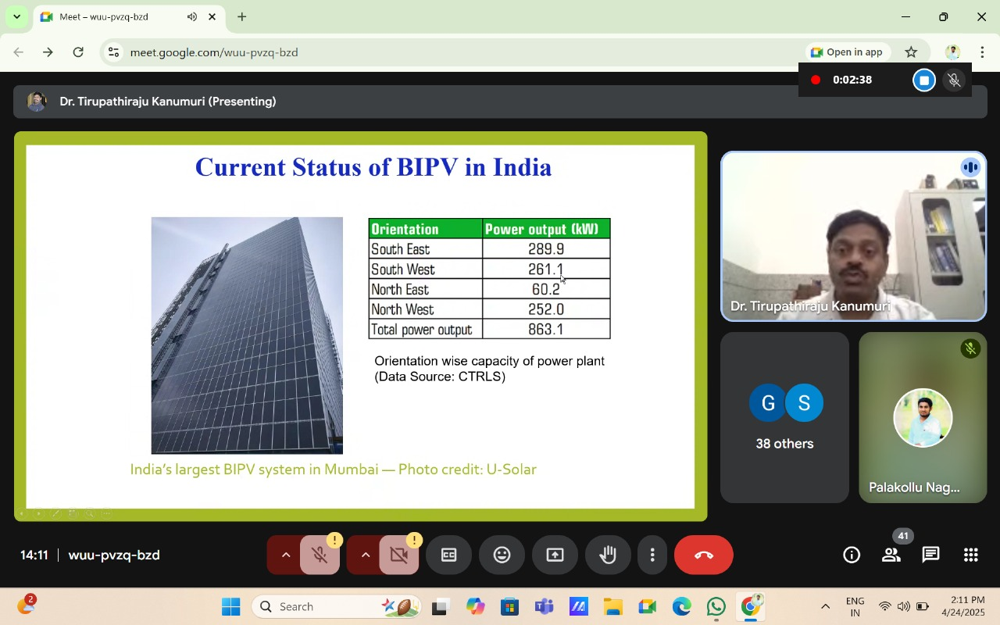 Meet – wuu-pvzq-bzd
meet.google.com/wuu-pvzq-bzd
Open in app
0:02:38
Dr. Tirupathiraju Kanumuri (Presenting)
Current Status of BIPV in India
Orientation Power output (kW)
South East 289.9
South West 261.1
North East 60.2
North West 252.0
Total power output 863.1
Orientation wise capacity of power plant
(Data Source: CTRLS)
India's largest BIPV system in Mumbai — Photo credit: U-Solar
Dr. Tirupathiraju Kanumuri
G S
38 others
Palakollu Nag...
14:11 | wuu-pvzq-bzd
! !
CC
41
2
Search
ENG
IN
2:11 PM
4/24/2025